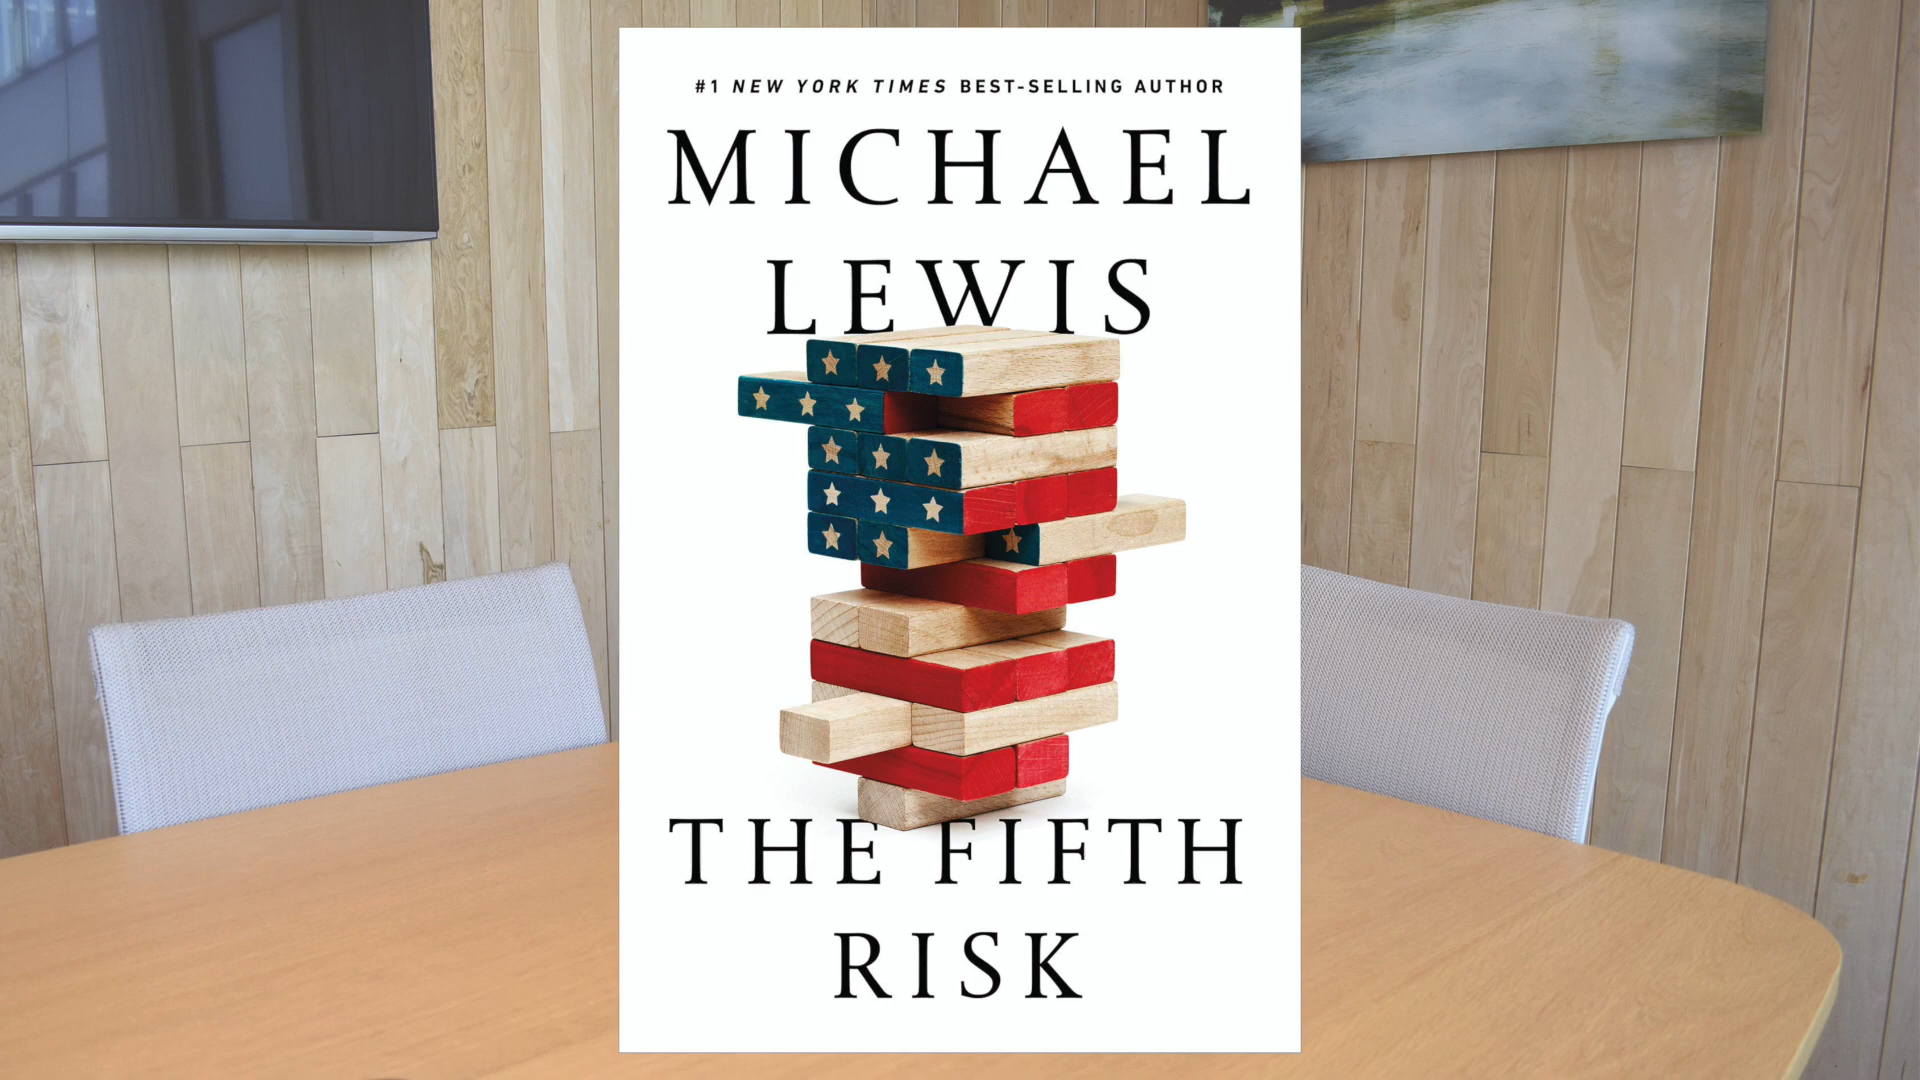 #1 NEW YORK TIMES BEST-SELLING AUTHOR
MICHAEL
LEWIS
THE FIFTH
RISK